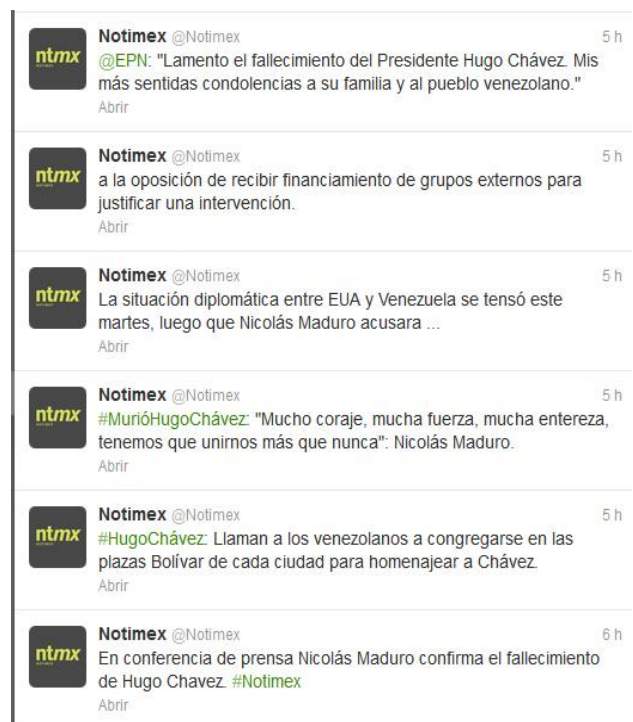 ntmx
Notimex @Notimex 5 h
@EPN: "Lamento el fallecimiento del Presidente Hugo Chávez. Mis
más sentidas condolencias a su familia y al pueblo venezolano."
Abrir
ntmx
Notimex @Notimex 5 h
a la oposición de recibir financiamiento de grupos externos para
justificar una intervención.
Abrir
ntmx
Notimex @Notimex 5 h
La situación diplomática entre EUA y Venezuela se tensó este
martes, luego que Nicolás Maduro acusara ...
Abrir
ntmx
Notimex @Notimex 5 h
#MurióHugoChávez: "Mucho coraje, mucha fuerza, mucha entereza,
tenemos que unirnos más que nunca": Nicolás Maduro.
Abrir
ntmx
Notimex @Notimex 5 h
#HugoChávez: Llaman a los venezolanos a congregarse en las
plazas Bolívar de cada ciudad para homenajear a Chávez.
Abrir
ntmx
Notimex @Notimex 6 h
En conferencia de prensa Nicolás Maduro confirma el fallecimiento
de Hugo Chavez. #Notimex
Abrir